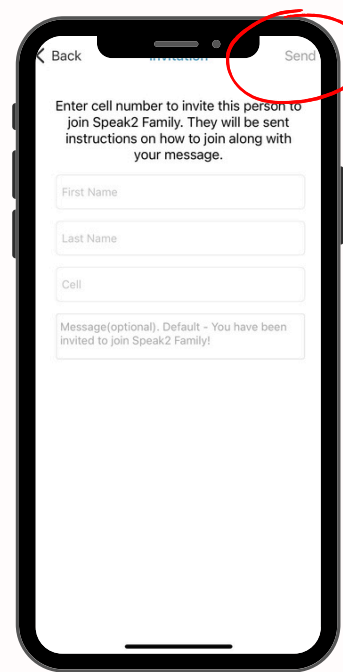 Back Invitation Send
Enter cell number to invite this person to
join Speak2 Family. They will be sent
instructions on how to join along with
your message.
First Name
Last Name
Cell
Message(optional). Default - You have been
invited to join Speak2 Family!